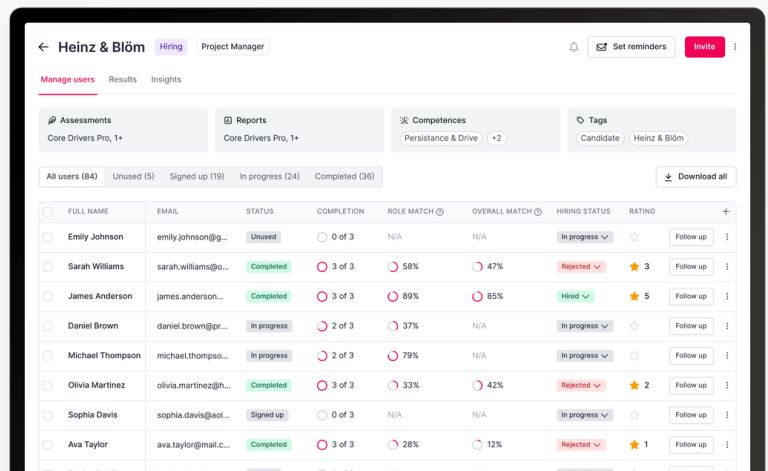 Heinz & Blöm Hiring Project Manager Set reminders Invite
Manage users Results Insights
Assessments Reports Competences Tags
Core Drivers Pro, 1+ Core Drivers Pro, 1+ Persistance & Drive +2 Candidate Heinz & Blöm
All users (84) Unused (5) Signed up (19) In progress (24) Completed (36) Download all
FULL NAME EMAIL STATUS COMPLETION ROLE MATCH OVERALL MATCH HIRING STATUS RATING
Emily Johnson emily.johnson@g... Unused 0 of 3 N/A N/A In progress Follow up
Sarah Williams sarah.williams@o... Completed 3 of 3 58% 47% Rejected 3 Follow up
James Anderson james.anderson... Completed 3 of 3 89% 85% Hired 5 Follow up
Daniel Brown daniel.brown@pr... In progress 2 of 3 37% N/A In progress Follow up
Michael Thompson michael.thompso... In progress 2 of 3 79% N/A In progress Follow up
Olivia Martinez olivia.martinez@h... Completed 3 of 3 33% 42% Rejected 2 Follow up
Sophia Davis sophia.davis@aol... Signed up 0 of 3 N/A N/A In progress Follow up
Ava Taylor ava.taylor@mail.c... Completed 3 of 3 28% 12% Rejected 1 Follow up